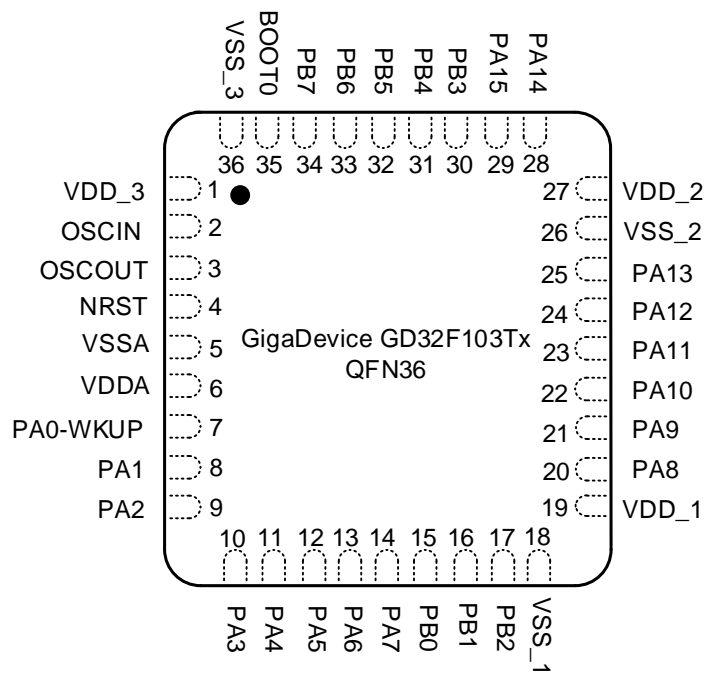 VSS_3 BOOT0 PB7 PB6 PB5 PB4 PB3 PA15 PA14
36 35 34 33 32 31 30 29 28
VDD_3 1 27 VDD_2
OSCIN 2 26 VSS_2
OSCOUT 3 25 PA13
NRST 4 24 PA12
VSSA 5 23 PA11
GigaDevice GD32F103Tx
QFN36
VDDA 6 22 PA10
PA0-WKUP 7 21 PA9
PA1 8 20 PA8
PA2 9 19 VDD_1
10 11 12 13 14 15 16 17 18
PA3 PA4 PA5 PA6 PA7 PB0 PB1 PB2 VSS_1